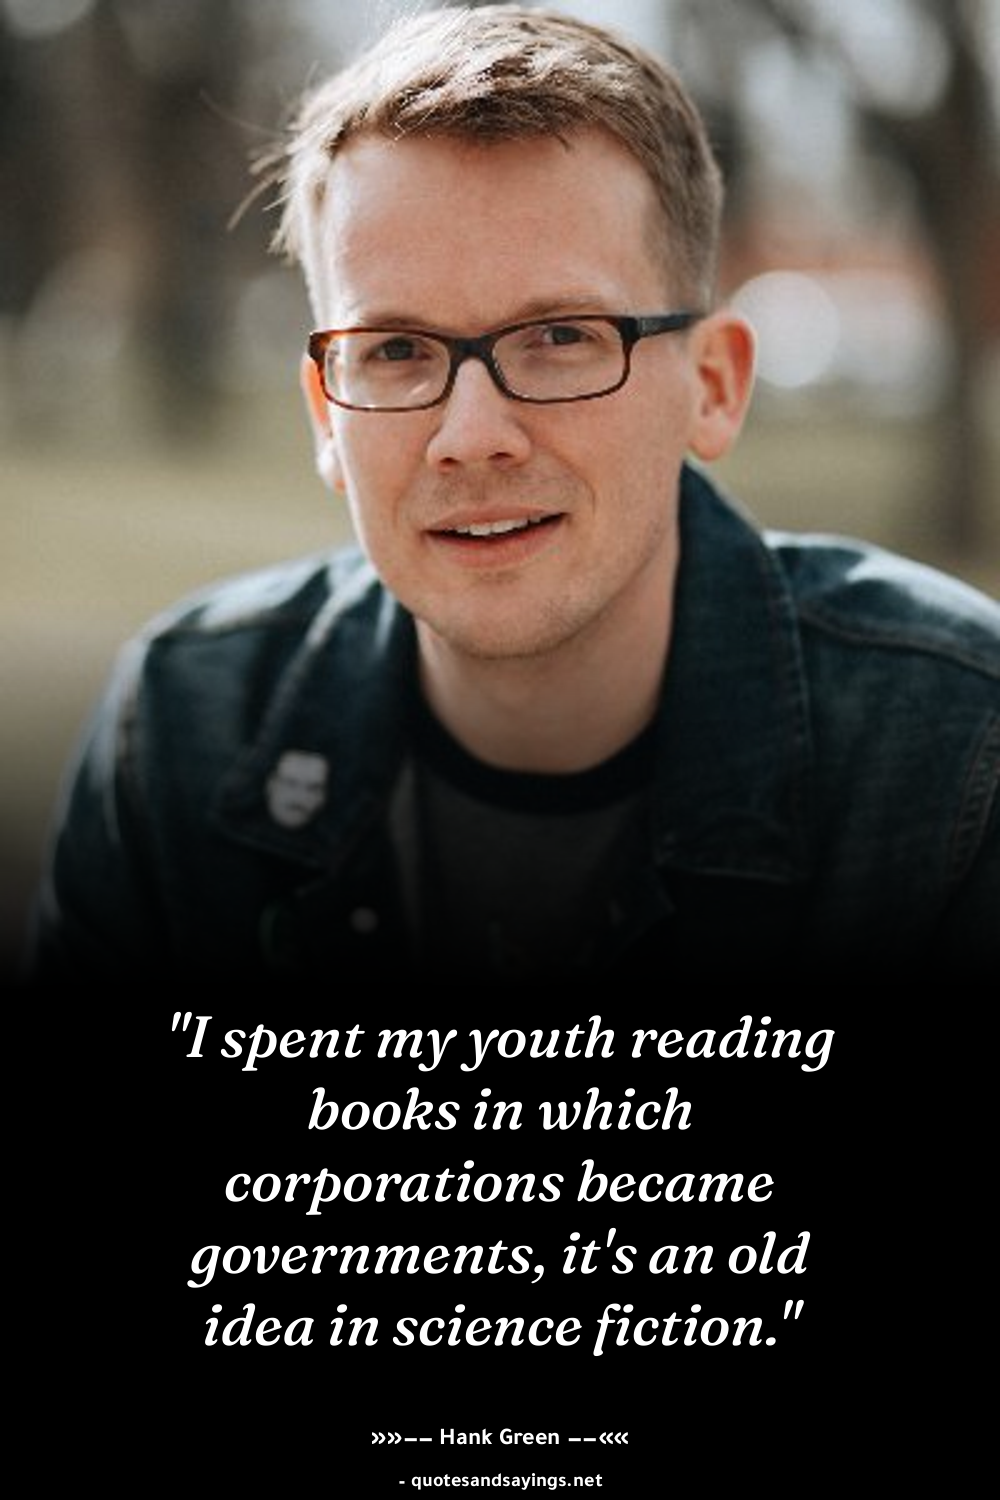 "I spent my youth reading
books in which
corporations became
governments, it's an old
idea in science fiction."
»»−− Hank Green −−««
- quotesandsayings.net